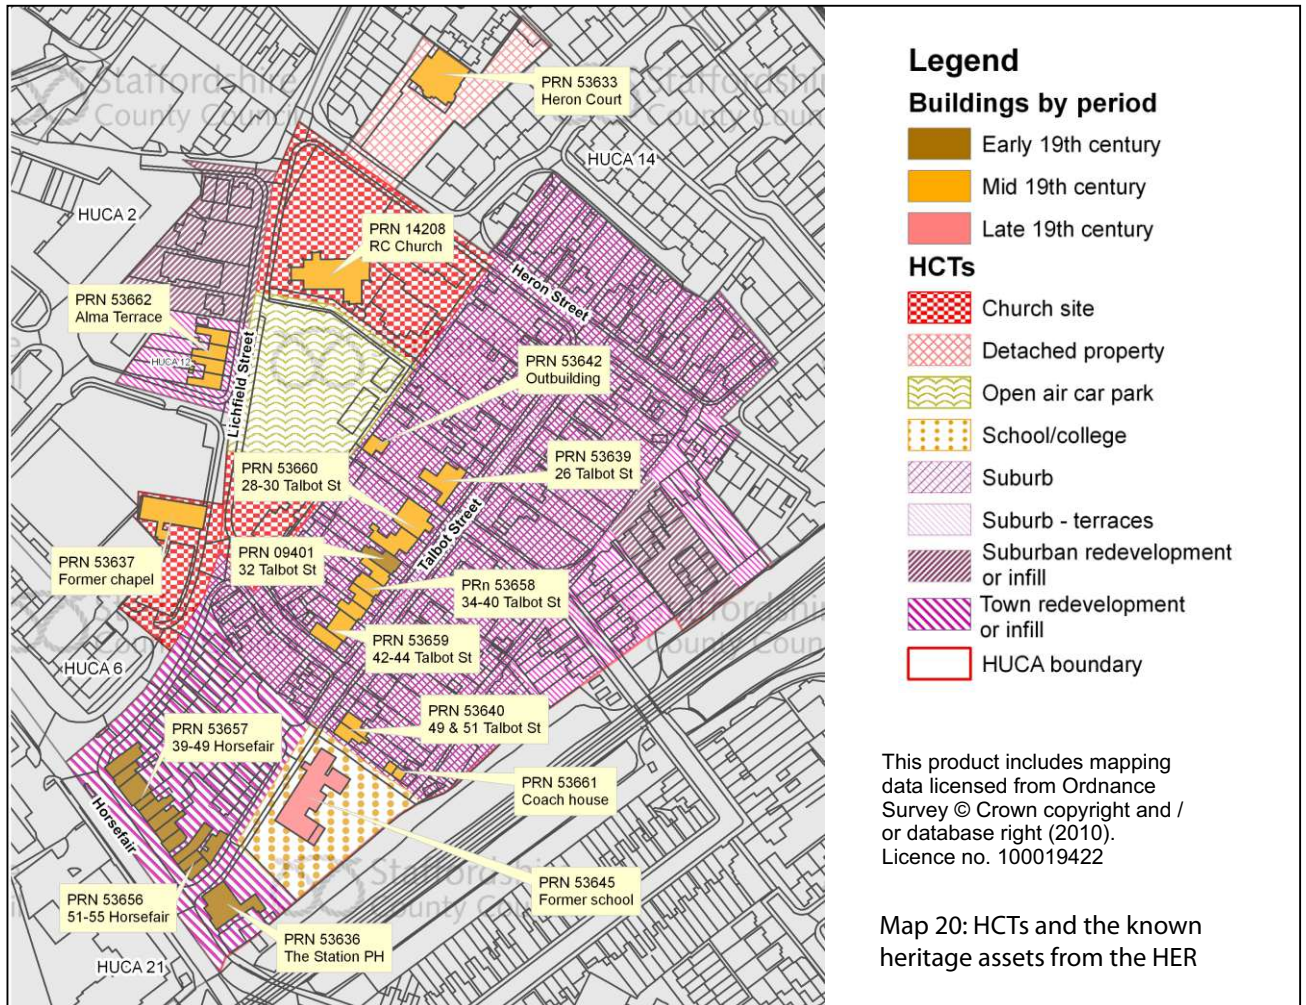 Staffordshire
County Council
PRN 53633
Heron Court
HUCA 14
HUCA 2
PRN 14208
RC Church
Heron Street
PRN 53662
Alma Terrace
HUCA 12
Lichfield Street
PRN 53642
Outbuilding
PRN 53660
28-30 Talbot St
PRN 53639
26 Talbot St
Talbot Street
PRN 53637
Former chapel
PRN 09401
32 Talbot St
PRn 53658
34-40 Talbot St
PRN 53659
42-44 Talbot St
HUCA 6
PRN 53657
39-49 Horsefair
PRN 53640
49 & 51 Talbot St
PRN 53661
Coach house
Horsefair
PRN 53656
51-55 Horsefair
PRN 53645
Former school
PRN 53636
The Station PH
HUCA 21
Staffordshire
County Council
Legend
Buildings by period
Early 19th century
Mid 19th century
Late 19th century
HCTs
Church site
Detached property
Open air car park
School/college
Suburb
Suburb - terraces
Suburban redevelopment
or infill
Town redevelopment
or infill
HUCA boundary
This product includes mapping
data licensed from Ordnance
Survey © Crown copyright and /
or database right (2010).
Licence no. 100019422
Map 20: HCTs and the known
heritage assets from the HER